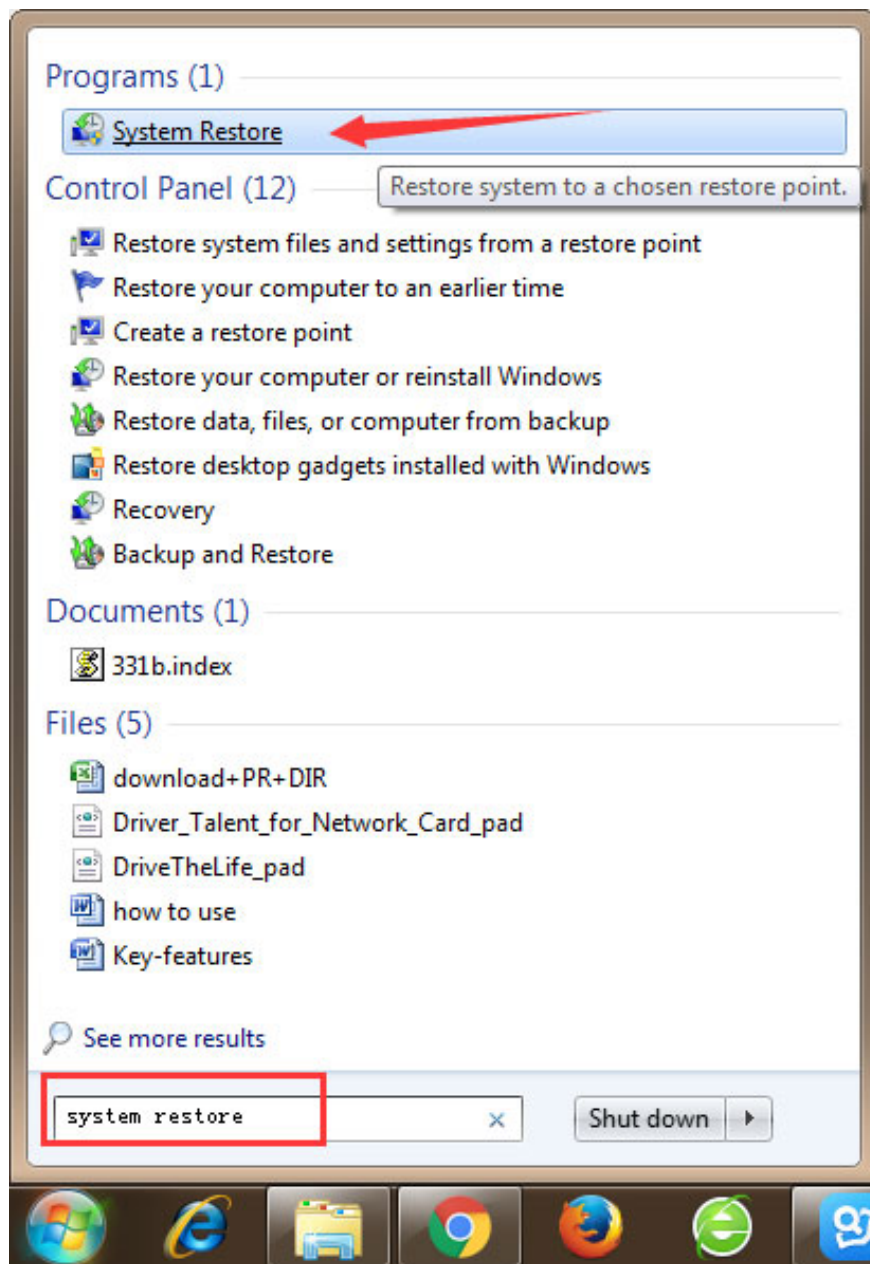 Programs (1)
System Restore
Restore system to a chosen restore point.
Control Panel (12)
Restore system files and settings from a restore point
Restore your computer to an earlier time
Create a restore point
Restore your computer or reinstall Windows
Restore data, files, or computer from backup
Restore desktop gadgets installed with Windows
Recovery
Backup and Restore
Documents (1)
331b.index
Files (5)
download+PR+DIR
Driver_Talent_for_Network_Card_pad
DriveTheLife_pad
how to use
Key-features
See more results
system restore
Shut down